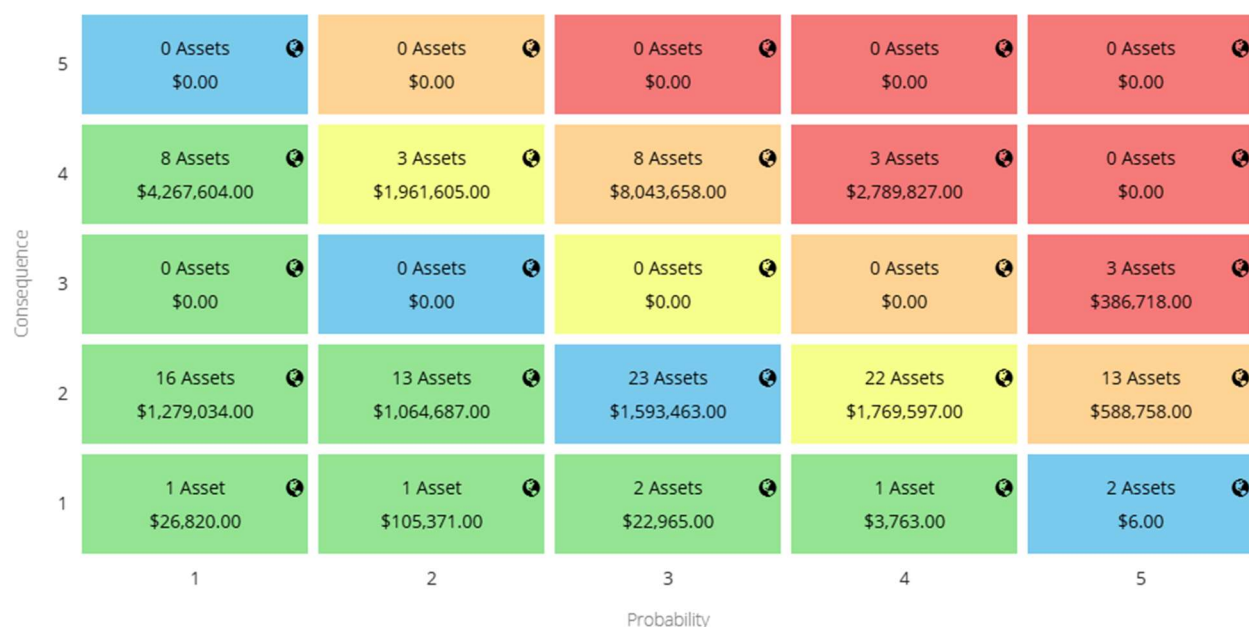 5
0 Assets
$0.00
0 Assets
$0.00
0 Assets
$0.00
0 Assets
$0.00
0 Assets
$0.00
4
8 Assets
$4,267,604.00
3 Assets
$1,961,605.00
8 Assets
$8,043,658.00
3 Assets
$2,789,827.00
0 Assets
$0.00
Consequence
3
0 Assets
$0.00
0 Assets
$0.00
0 Assets
$0.00
0 Assets
$0.00
3 Assets
$386,718.00
2
16 Assets
$1,279,034.00
13 Assets
$1,064,687.00
23 Assets
$1,593,463.00
22 Assets
$1,769,597.00
13 Assets
$588,758.00
1
1 Asset
$26,820.00
1 Asset
$105,371.00
2 Assets
$22,965.00
1 Asset
$3,763.00
2 Assets
$6.00
1
2
3
4
5
Probability